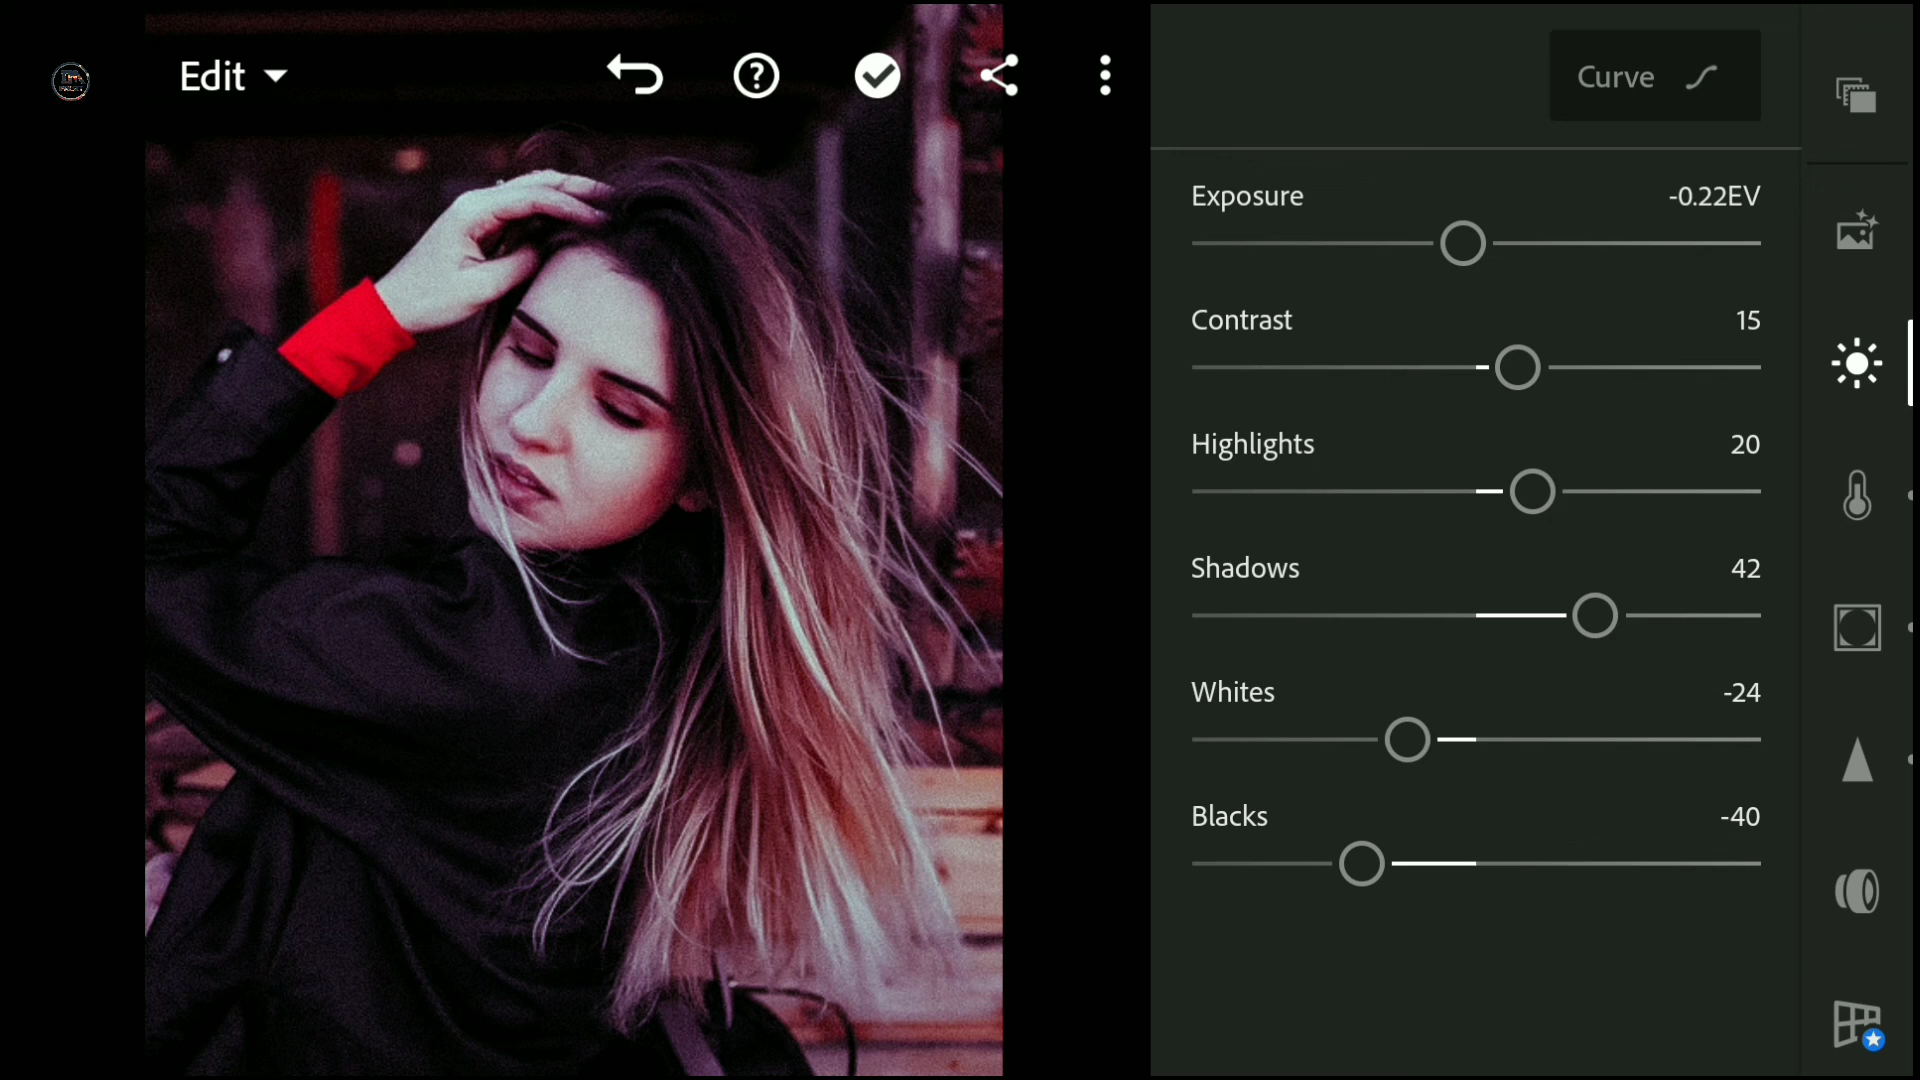 Edit
Curve
Exposure -0.22EV
Contrast 15
Highlights 20
Shadows 42
Whites -24
Blacks -40